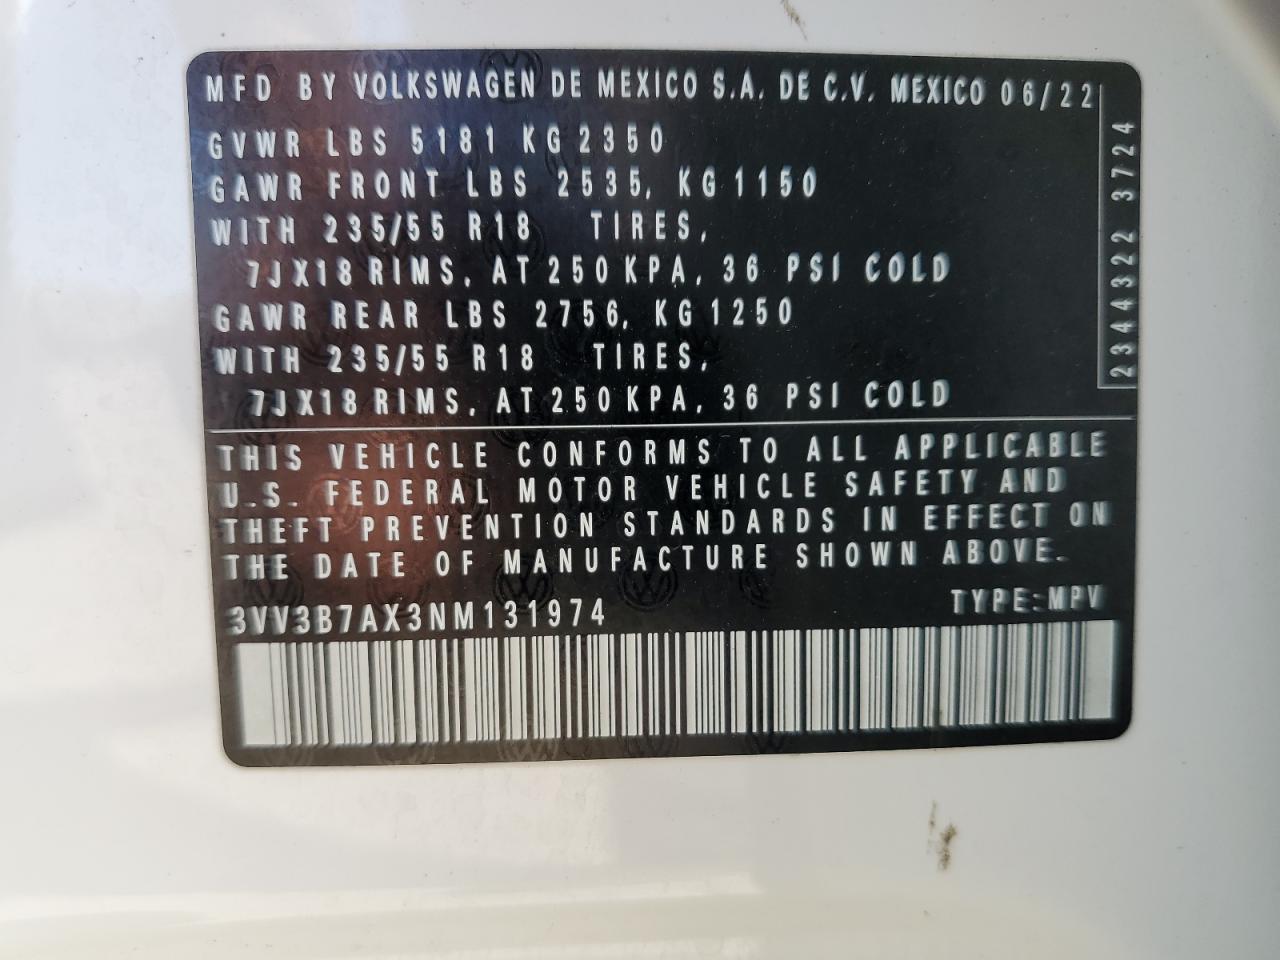 MFD BY VOLKSWAGEN DE MEXICO S.A. DE C.V. MEXICO 06/22
GVWR LBS 5181 KG 2350
GAWR FRONT LBS 2535, KG 1150
WITH 235/55 R18 TIRES,
7JX18 RIMS, AT 250 KPA, 36 PSI COLD
GAWR REAR LBS 2756, KG 1250
WITH 235/55 R18 TIRES,
7JX18 RIMS, AT 250 KPA, 36 PSI COLD
2344322 3724
THIS VEHICLE CONFORMS TO ALL APPLICABLE
U.S. FEDERAL MOTOR VEHICLE SAFETY AND
THEFT PREVENTION STANDARDS IN EFFECT ON
THE DATE OF MANUFACTURE SHOWN ABOVE.
3VV3B7AX3NM131974 TYPE:MPV